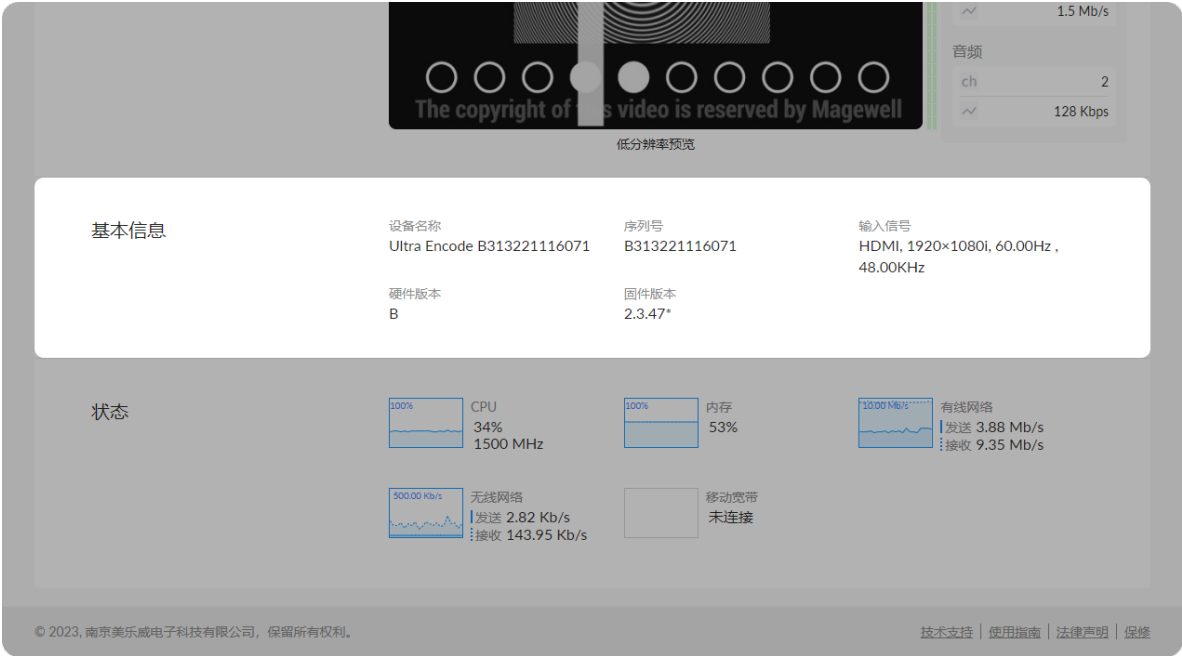 1.5 Mb/s
音频
ch 2
128 Kbps
The copyright of this video is reserved by Magewell
低分辨率预览
基本信息
设备名称
Ultra Encode B313221116071
序列号
B313221116071
输入信号
HDMI, 1920×1080i, 60.00Hz ,
48.00KHz
硬件版本
B
固件版本
2.3.47*
状态
100%
CPU
34%
1500 MHz
100%
内存
53%
10.00 Mb/s
有线网络
发送 3.88 Mb/s
接收 9.35 Mb/s
500.00 Kb/s
无线网络
发送 2.82 Kb/s
接收 143.95 Kb/s
移动宽带
未连接
© 2023, 南京美乐威电子科技有限公司，保留所有权利。
技术支持 | 使用指南 | 法律声明 | 保修